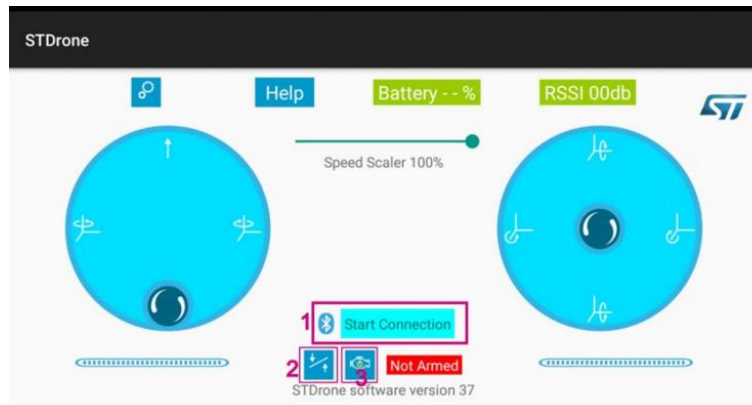 STDrone
Help
Battery - - %
RSSI 00db
ST
Speed Scaler 100%
1
Start Connection
2
3
Not Armed
STDrone software version 37